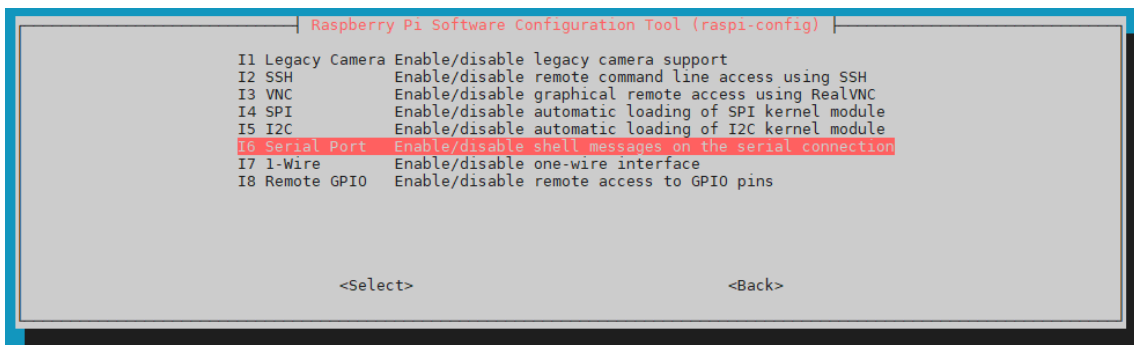 Raspberry Pi Software Configuration Tool (raspi-config)
I1 Legacy Camera Enable/disable legacy camera support
I2 SSH Enable/disable remote command line access using SSH
I3 VNC Enable/disable graphical remote access using RealVNC
I4 SPI Enable/disable automatic loading of SPI kernel module
I5 I2C Enable/disable automatic loading of I2C kernel module
I6 Serial Port Enable/disable shell messages on the serial connection
I7 1-Wire Enable/disable one-wire interface
I8 Remote GPIO Enable/disable remote access to GPIO pins
<Select> <Back>